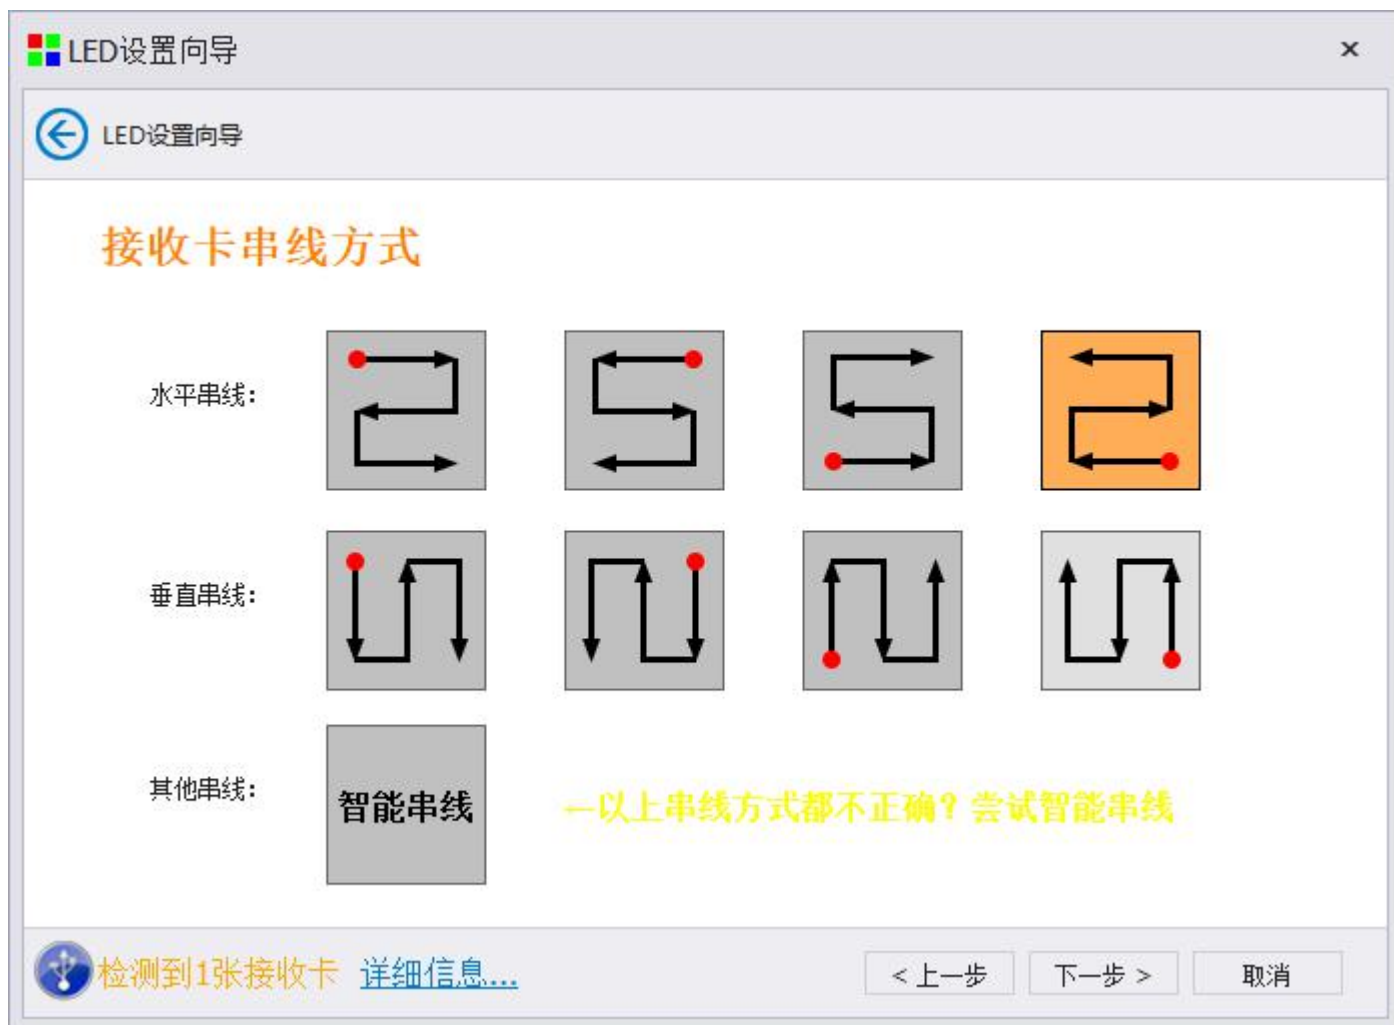 LED设置向导
×
LED设置向导
接收卡串线方式
水平串线：
垂直串线：
其他串线：
智能串线
←以上串线方式都不正确？尝试智能串线
检测到1张接收卡 详细信息...
<上一步 下一步 > 取消